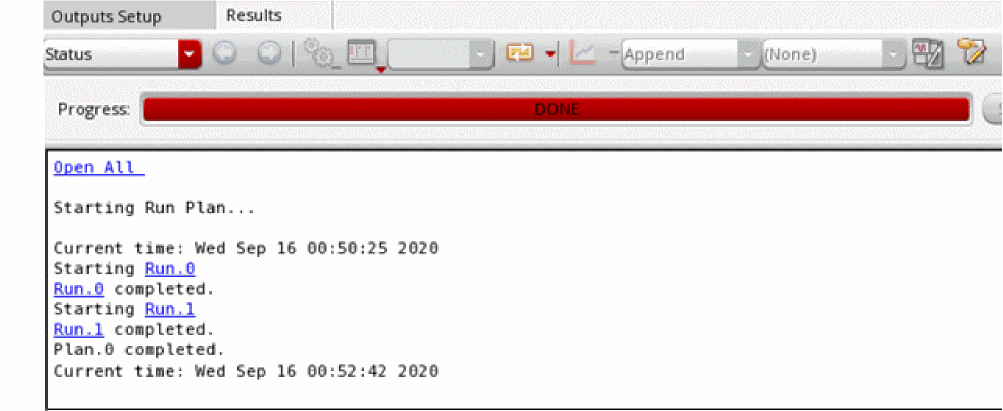 Outputs Setup Results
Status Append (None)
Progress: DONE
Open All
Starting Run Plan...
Current time: Wed Sep 16 00:50:25 2020
Starting Run.0
Run.0 completed.
Starting Run.1
Run.1 completed.
Plan.0 completed.
Current time: Wed Sep 16 00:52:42 2020